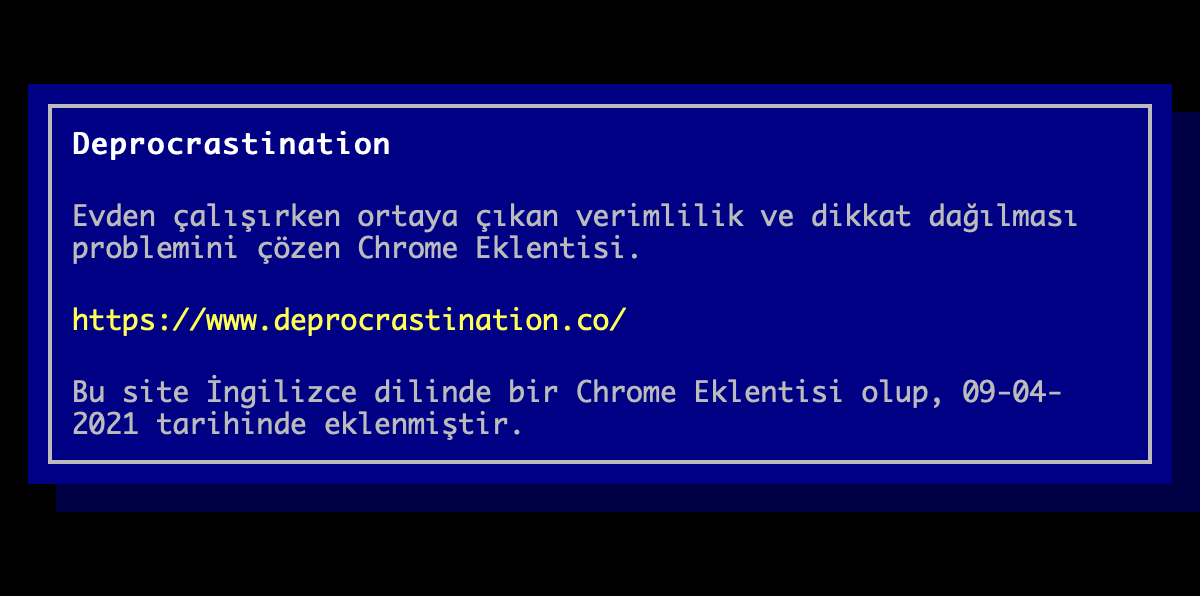 Deprocrastination
Evden çalışırken ortaya çıkan verimlilik ve dikkat dağılması
problemini çözen Chrome Eklentisi.
https://www.deprocrastination.co/
Bu site İngilizce dilinde bir Chrome Eklentisi olup, 09-04-
2021 tarihinde eklenmiştir.